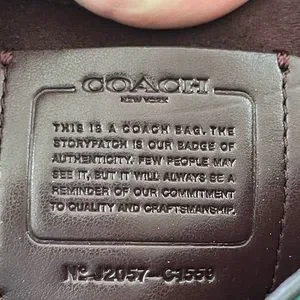 COACH
NEW YORK
THIS IS A COACH BAG. THE
STORYPATCH IS OUR BADGE OF
AUTHENTICITY. FEW PEOPLE MAY
SEE IT, BUT IT WILL ALWAYS BE A
REMINDER OF OUR COMMITMENT
TO QUALITY AND CRAFTSMANSHIP.
Nº J2057-C1559